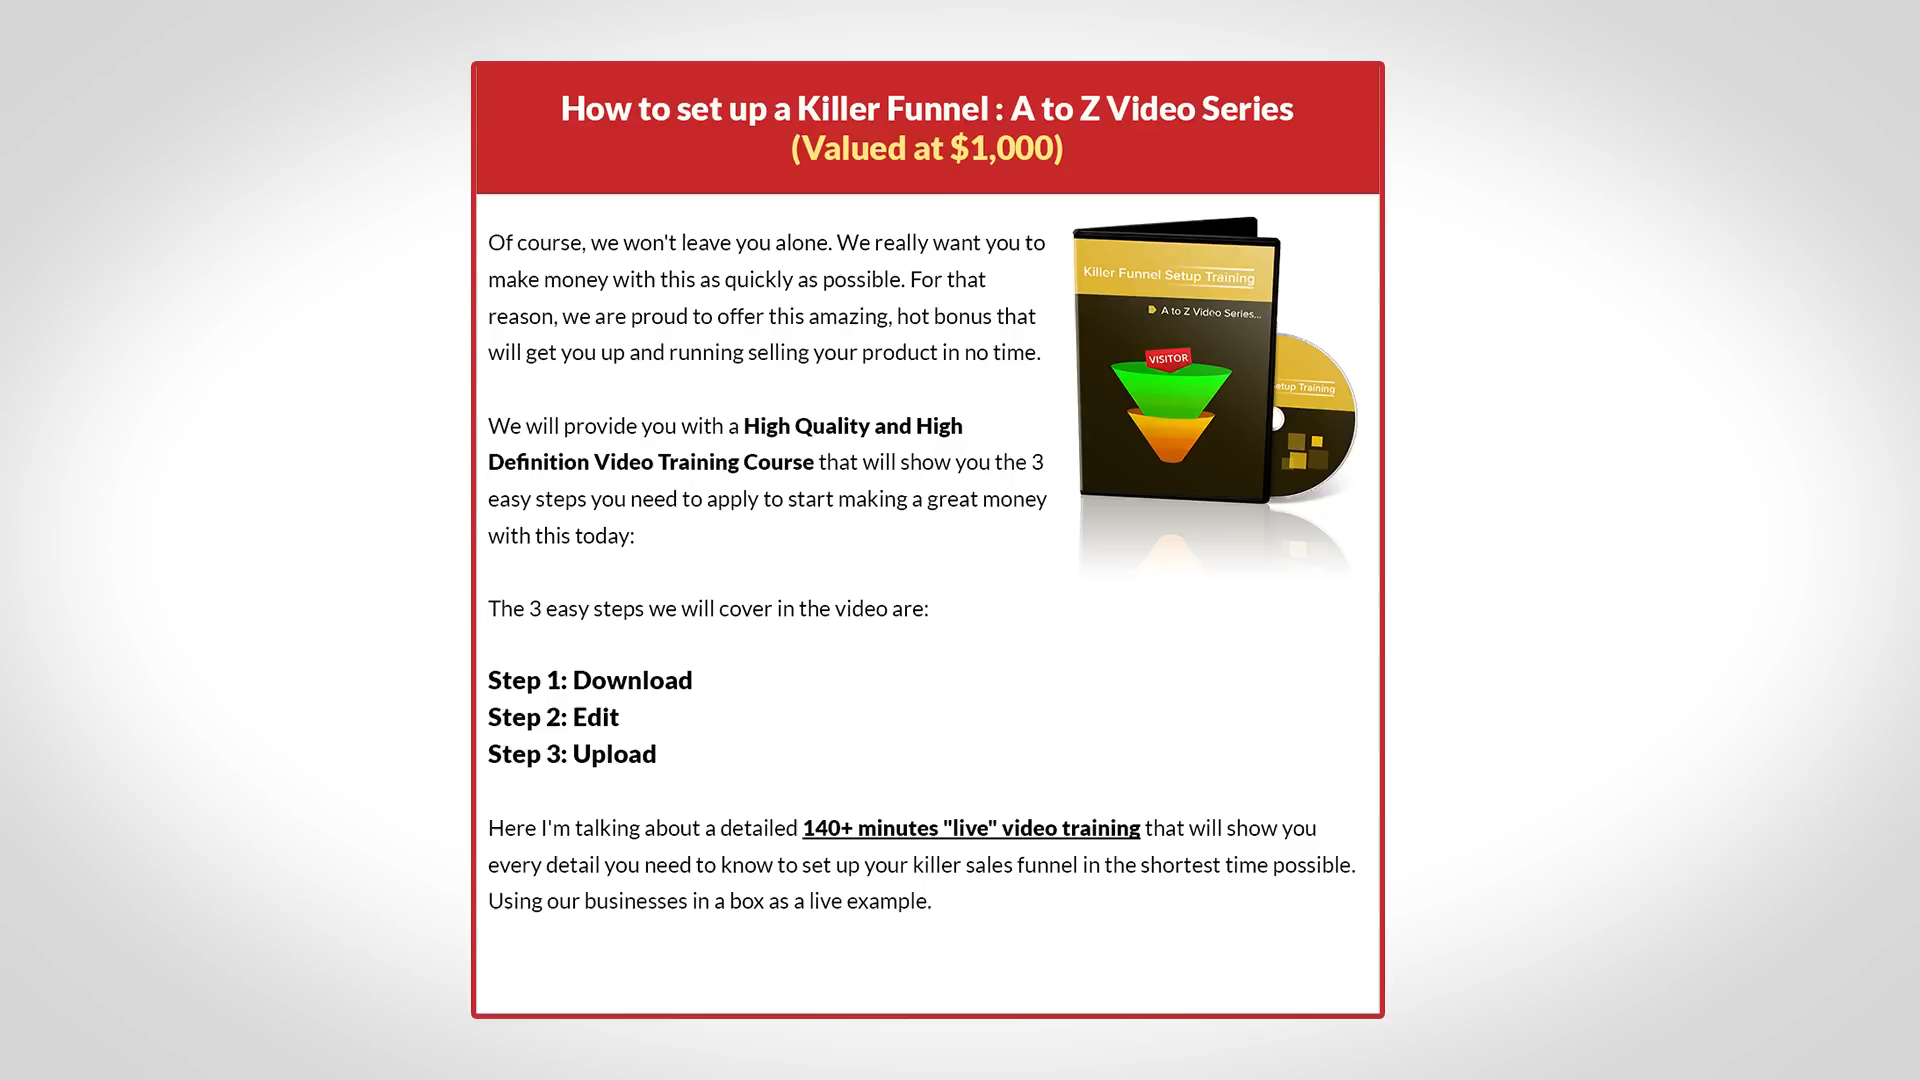 How to set up a Killer Funnel : A to Z Video Series
(Valued at $1,000)
Of course, we won't leave you alone. We really want you to
make money with this as quickly as possible. For that
reason, we are proud to offer this amazing, hot bonus that
will get you up and running selling your product in no time.
We will provide you with a High Quality and High
Definition Video Training Course that will show you the 3
easy steps you need to apply to start making a great money
with this today:
Killer Funnel Setup Training
A to Z Video Series...
VISITOR
etup Training
The 3 easy steps we will cover in the video are:
Step 1: Download
Step 2: Edit
Step 3: Upload
Here I'm talking about a detailed 140+ minutes "live" video training that will show you
every detail you need to know to set up your killer sales funnel in the shortest time possible.
Using our businesses in a box as a live example.